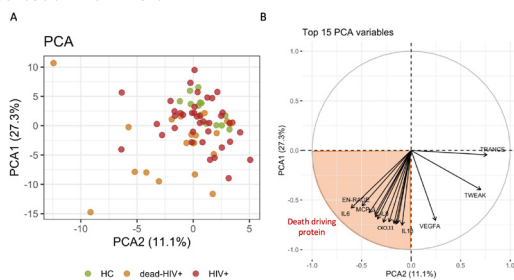 A
B
PCA
10
5
0
-5
-10
-15
PCA1 (27.3%)
-10
-5
0
5
PCA2 (11.1%)
HC
dead-HIV+
HIV+
Top 15 PCA variables
1.0
0.5
0.0
-0.5
-1.0
PCA1 (27.3%)
TRANCE
TWEAK
VEGFA
EN-RAGE
IL6
Death driving
protein
-1.0
-0.5
0.0
0.5
1.0
PCA2 (11.1%)